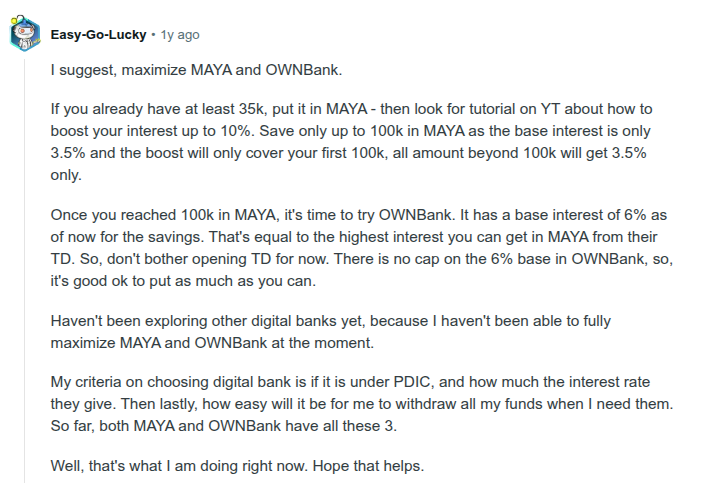 Easy-Go-Lucky • 1y ago
I suggest, maximize MAYA and OWNBank.
If you already have at least 35k, put it in MAYA - then look for tutorial on YT about how to
boost your interest up to 10%. Save only up to 100k in MAYA as the base interest is only
3.5% and the boost will only cover your first 100k, all amount beyond 100k will get 3.5%
only.
Once you reached 100k in MAYA, it's time to try OWNBank. It has a base interest of 6% as
of now for the savings. That's equal to the highest interest you can get in MAYA from their
TD. So, don't bother opening TD for now. There is no cap on the 6% base in OWNBank, so,
it's good ok to put as much as you can.
Haven't been exploring other digital banks yet, because I haven't been able to fully
maximize MAYA and OWNBank at the moment.
My criteria on choosing digital bank is if it is under PDIC, and how much the interest rate
they give. Then lastly, how easy will it be for me to withdraw all my funds when I need them.
So far, both MAYA and OWNBank have all these 3.
Well, that's what I am doing right now. Hope that helps.